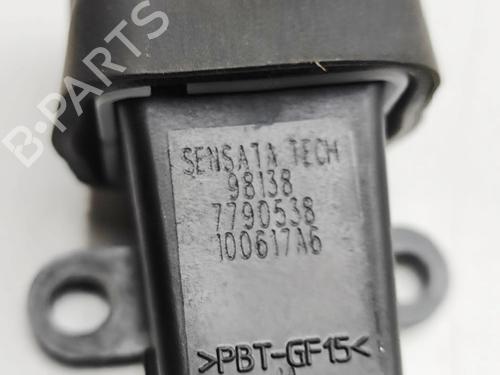 B-PARTS
SENSATA TECH
98138
7790538
100617A6
>PBT-GF15<